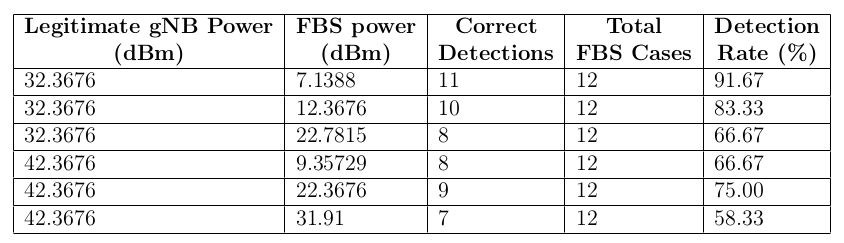 Legitimate gNB Power (dBm) FBS power (dBm) Correct Detections Total FBS Cases Detection Rate (%)
32.3676 7.1388 11 12 91.67
32.3676 12.3676 10 12 83.33
32.3676 22.7815 8 12 66.67
42.3676 9.35729 8 12 66.67
42.3676 22.3676 9 12 75.00
42.3676 31.91 7 12 58.33